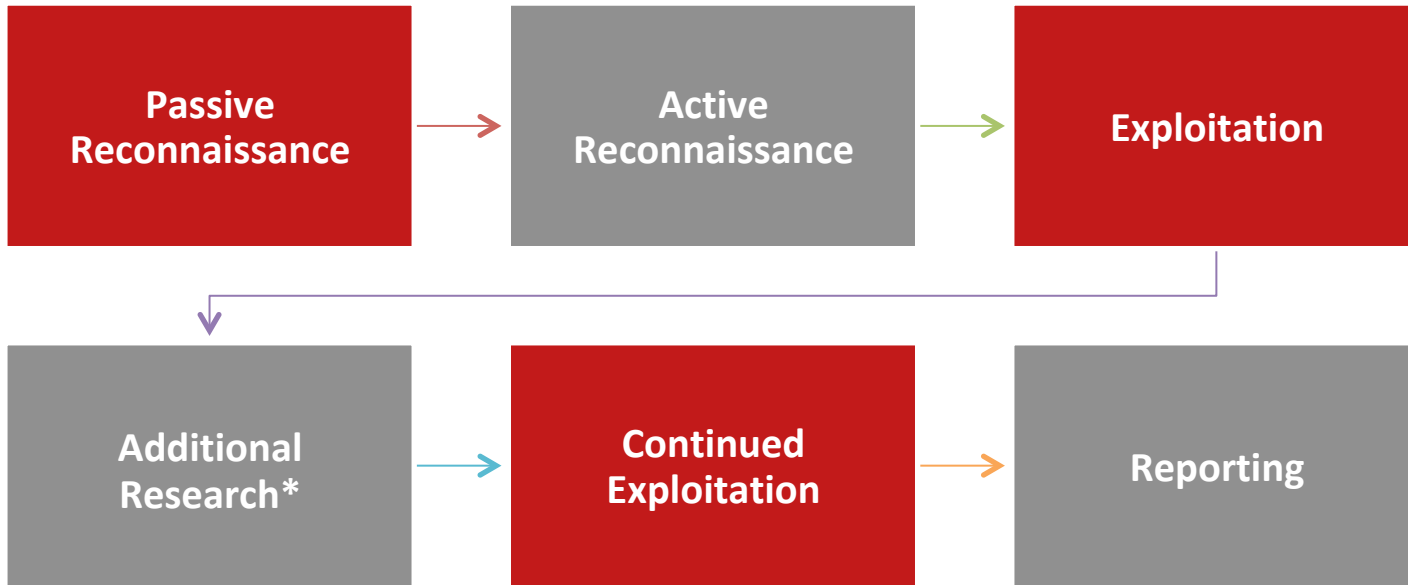 Passive
Reconnaissance
Active
Reconnaissance
Exploitation
Additional
Research*
Continued
Exploitation
Reporting